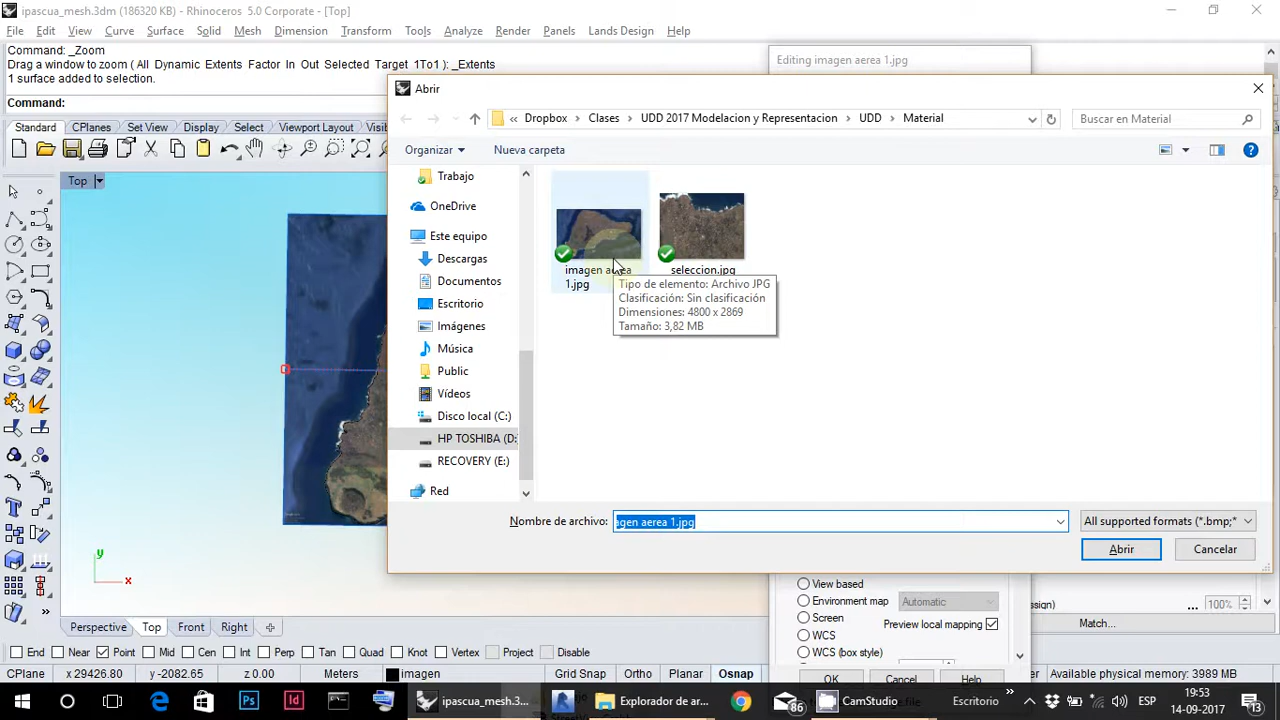 ipascua_mesh.3dm (186320 KB) - Rhinoceros 5.0 Corporate - [Top]
File Edit View Curve Surface Solid Mesh Dimension Transform Tools Analyze Render Panels Lands Design Help
Command: _Zoom
Drag a window to zoom ( All Dynamic Extents Factor In Out Selected Target 1To1 ): _Extents
1 surface added to selection.
Command:
Standard CPlanes Set View Display Select Viewport Layout
Top
Editing imagen aerea 1.jpg
Abrir
« Dropbox > Clases > UDD 2017 Modelacion y Representacion > UDD > Material
Buscar en Material
Organizar Nueva carpeta
Trabajo
OneDrive
Este equipo
Descargas
Documentos
Escritorio
Imágenes
Música
Public
Vídeos
Disco local (C:)
HP TOSHIBA (D:
RECOVERY (E:)
Red
imagen aerea
1.jpg
seleccion.jpg
Tipo de elemento: Archivo JPG
Clasificación: Sin clasificación
Dimensiones: 4800 x 2869
Tamaño: 3,82 MB
Nombre de archivo: agen aerea 1.jpg All supported formats (*.bmp;*
Abrir Cancelar
View based
Environment map Automatic
Screen
Preview local mapping
WCS
WCS (box style)
100%
Match...
OK Cancel Help
y
x
Perspective Top Front Right
End Near Point Mid Cen Int Perp Tan Quad Knot Vertex Project Disable
CPlane x 29426.80 y -2082.65 z 0.00 Meters imagen Grid Snap Ortho Planar Osnap Available physical memory: 3989 MB
ipascua_mesh.3... Explorador de ar... 86 CamStudio Escritorio » ESP 19:55
14-09-2017
13